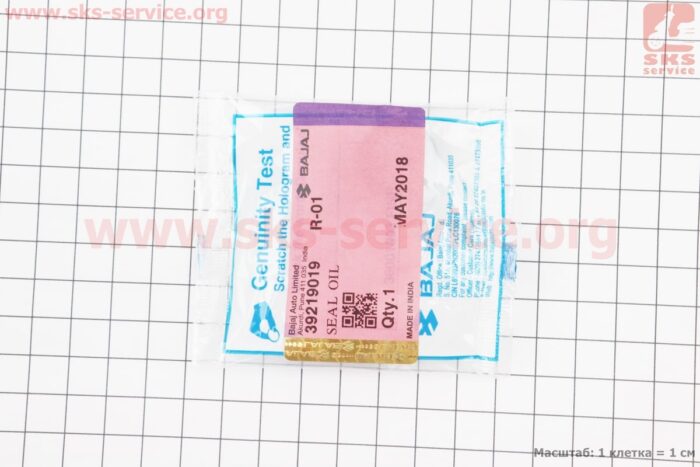 www.sks-service.org
SKS
service
www.sks-service.org
Genuinity Test
Scratch the Hologram and
BAJAJ
Bajaj Auto Limited
Akurdi, Pune 411 035 India
39219019 R-01
SEAL OIL
Qty.1
MAY2018
MADE IN INDIA
BAJAJ
Масштаб: 1 клетка = 1 см